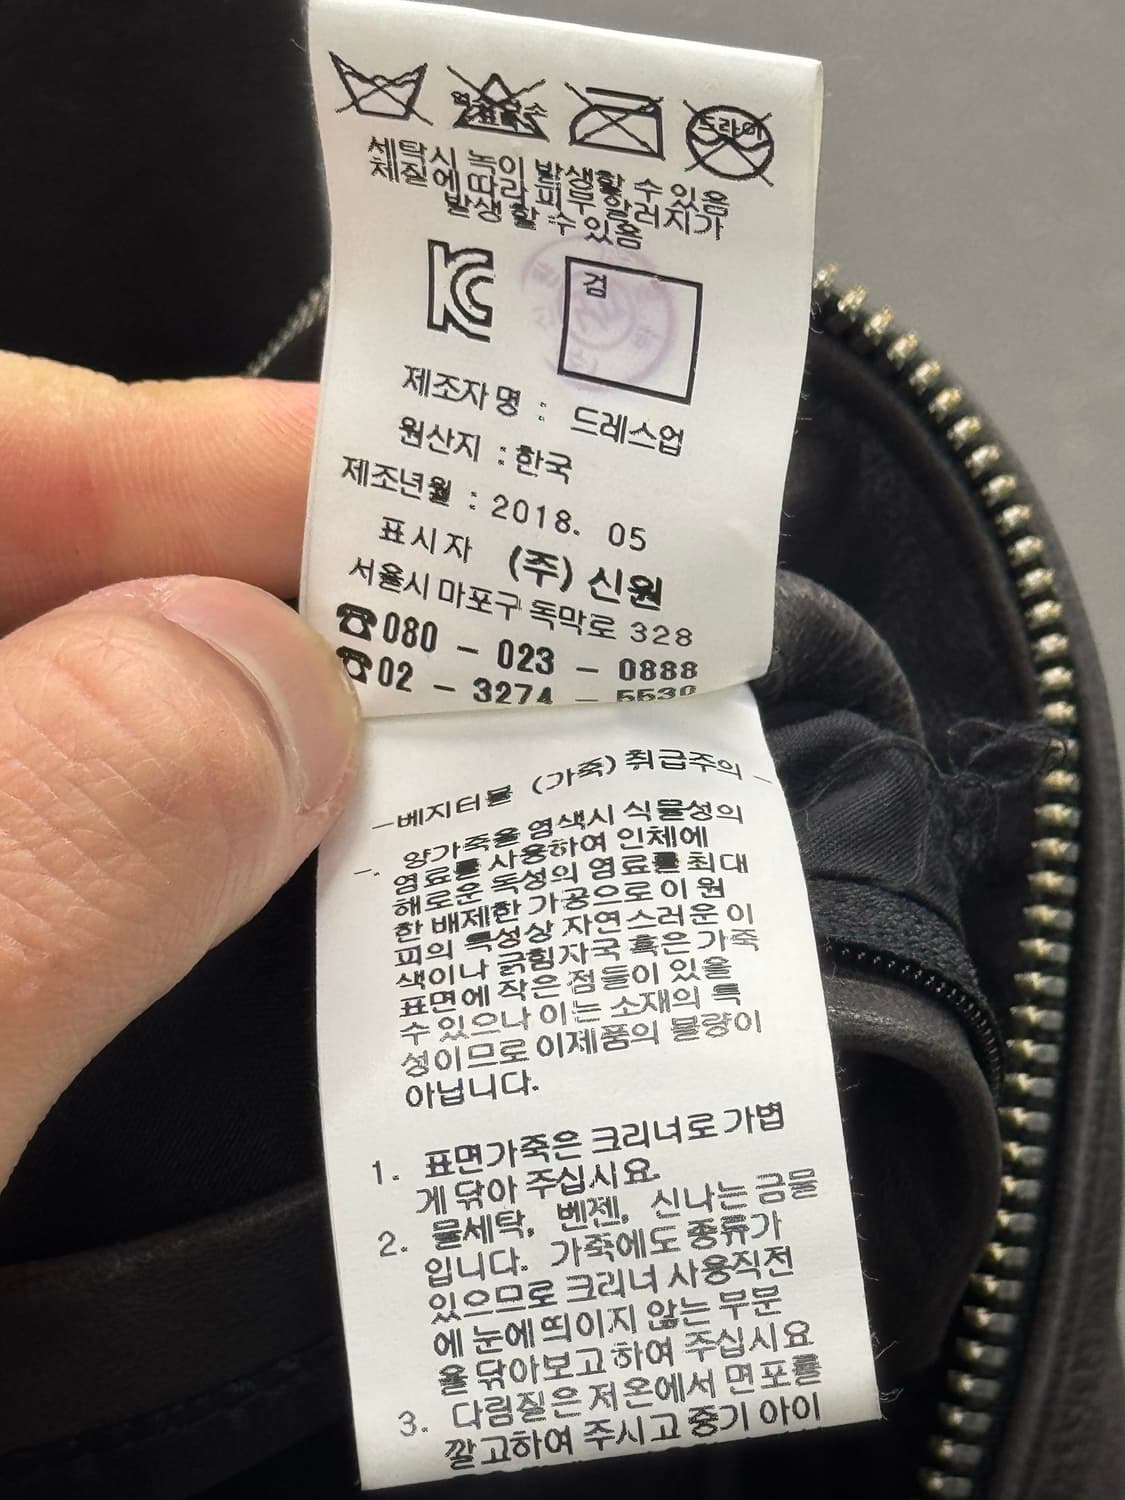 염소표백
드라이
세탁시 녹이 발생할 수 있음
체질에 따라 피부 알러지가
발생 할 수 있음
KC
검
제조자명 : 드레스업
원산지 : 한국
제조년월 : 2018. 05
표시자 (주) 신원
서울시 마포구 독막로 328
☎080 - 023 - 0888
☎02 - 3274 - 5530
-베지터블 (가죽) 취급주의 -
-. 양가죽을 염색시 식물성의
염료를 사용하여 인체에
해로운 독성의 염료를 최대
한 배제한 가공으로 이 원
피의 특성상 자연스러운 이
색이나 긁힘자국 혹은 가죽
표면에 작은 점들이 있을
수 있으나 이는 소재의 특
성이므로 이제품의 불량이
아닙니다.
1. 표면가죽은 크리너로 가볍
게 닦아 주십시요.
2. 물세탁, 벤젠, 신나는 금물
입니다. 가죽에도 종류가
있으므로 크리너 사용직전
에 눈에 띄이지 않는 부문
을 닦아보고 하여 주십시요
3. 다림질은 저온에서 면포를
깔고하여 주시고 중기 아이